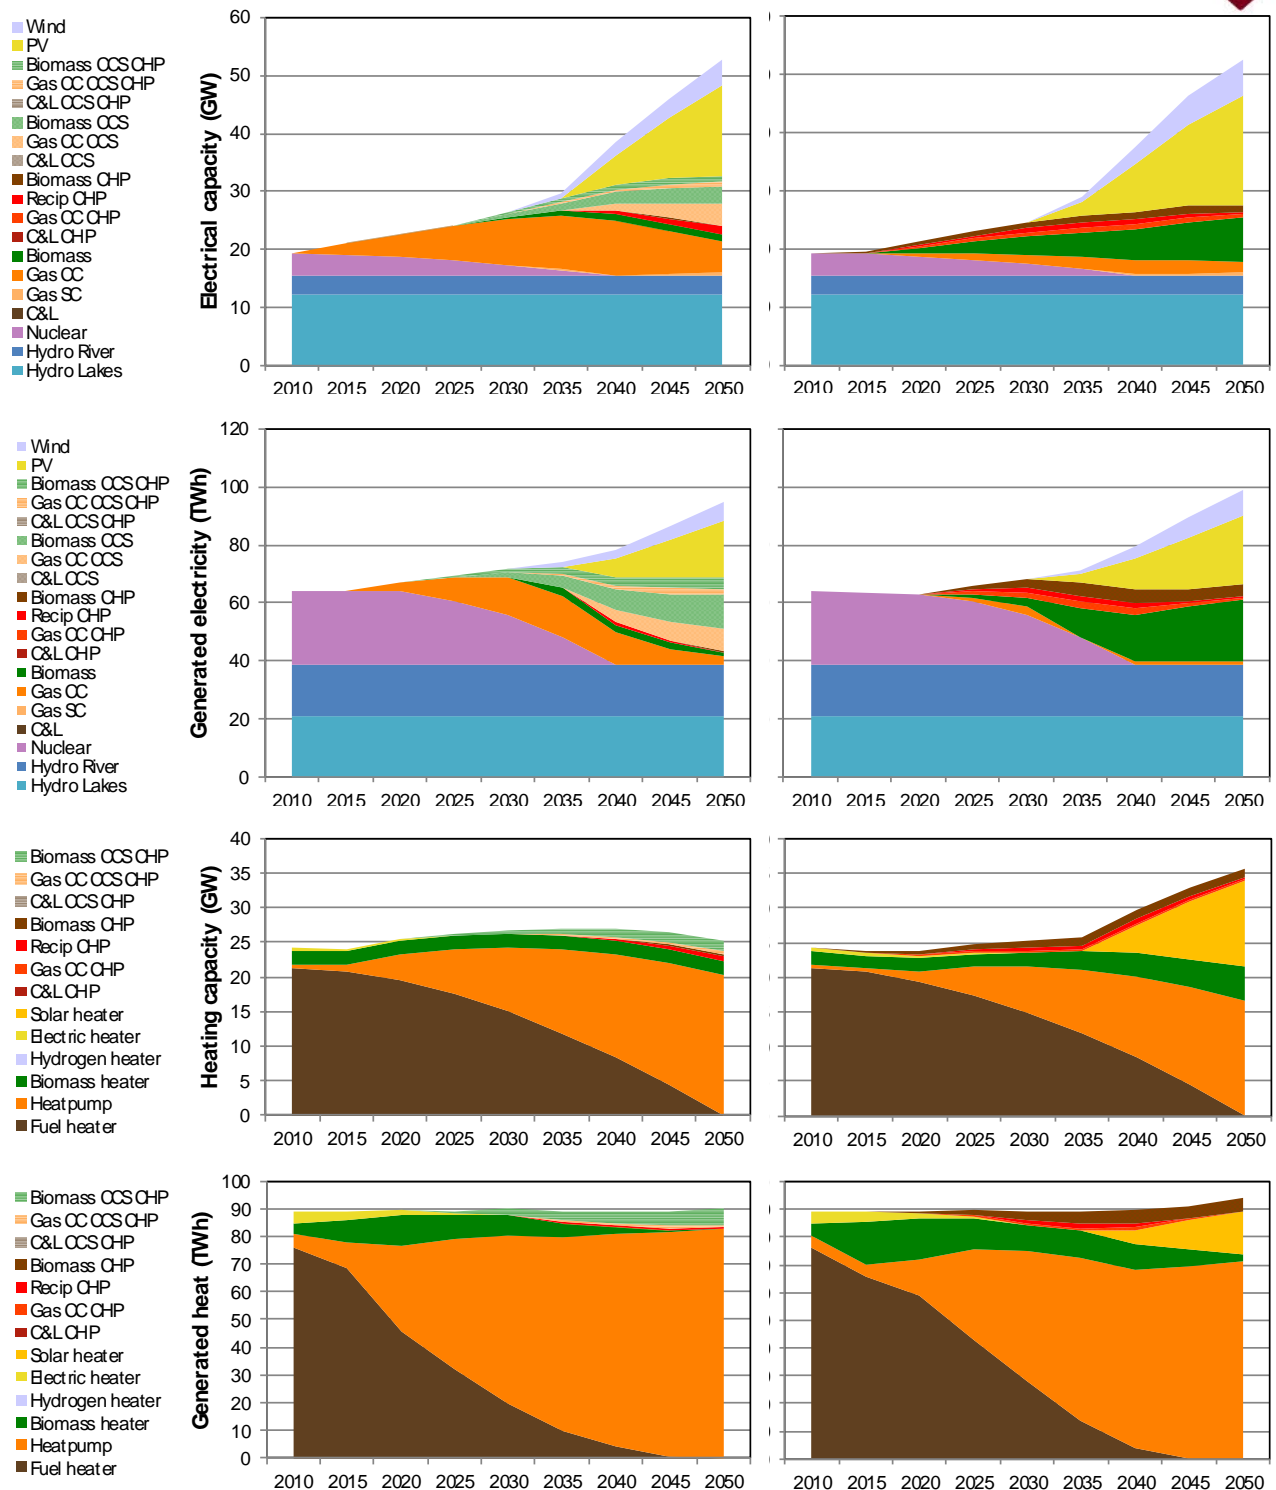 Wind
PV
Biomass CCS CHP
Gas CC CCS CHP
C&L CCS CHP
Biomass CCS
Gas CC CCS
C&L CCS
Biomass CHP
Recip CHP
Gas CC CHP
C&L CHP
Biomass
Gas CC
Gas SC
C&L
Nuclear
Hydro River
Hydro Lakes
Electrical capacity (GW)
60
50
40
30
20
10
0
2010 2015 2020 2025 2030 2035 2040 2045 2050
2010 2015 2020 2025 2030 2035 2040 2045 2050
Wind
PV
Biomass CCS CHP
Gas CC CCS CHP
C&L CCS CHP
Biomass CCS
Gas CC CCS
C&L CCS
Biomass CHP
Recip CHP
Gas CC CHP
C&L CHP
Biomass
Gas CC
Gas SC
C&L
Nuclear
Hydro River
Hydro Lakes
Generated electricity (TWh)
120
100
80
60
40
20
0
2010 2015 2020 2025 2030 2035 2040 2045 2050
2010 2015 2020 2025 2030 2035 2040 2045 2050
Biomass CCS CHP
Gas CC CCS CHP
C&L CCS CHP
Biomass CHP
Recip CHP
Gas CC CHP
C&L CHP
Solar heater
Electric heater
Hydrogen heater
Biomass heater
Heatpump
Fuel heater
Heating capacity (GW)
40
35
30
25
20
15
10
5
0
2010 2015 2020 2025 2030 2035 2040 2045 2050
2010 2015 2020 2025 2030 2035 2040 2045 2050
Biomass CCS CHP
Gas CC CCS CHP
C&L CCS CHP
Biomass CHP
Recip CHP
Gas CC CHP
C&L CHP
Solar heater
Electric heater
Hydrogen heater
Biomass heater
Heatpump
Fuel heater
Generated heat (TWh)
100
90
80
70
60
50
40
30
20
10
0
2010 2015 2020 2025 2030 2035 2040 2045 2050
2010 2015 2020 2025 2030 2035 2040 2045 2050